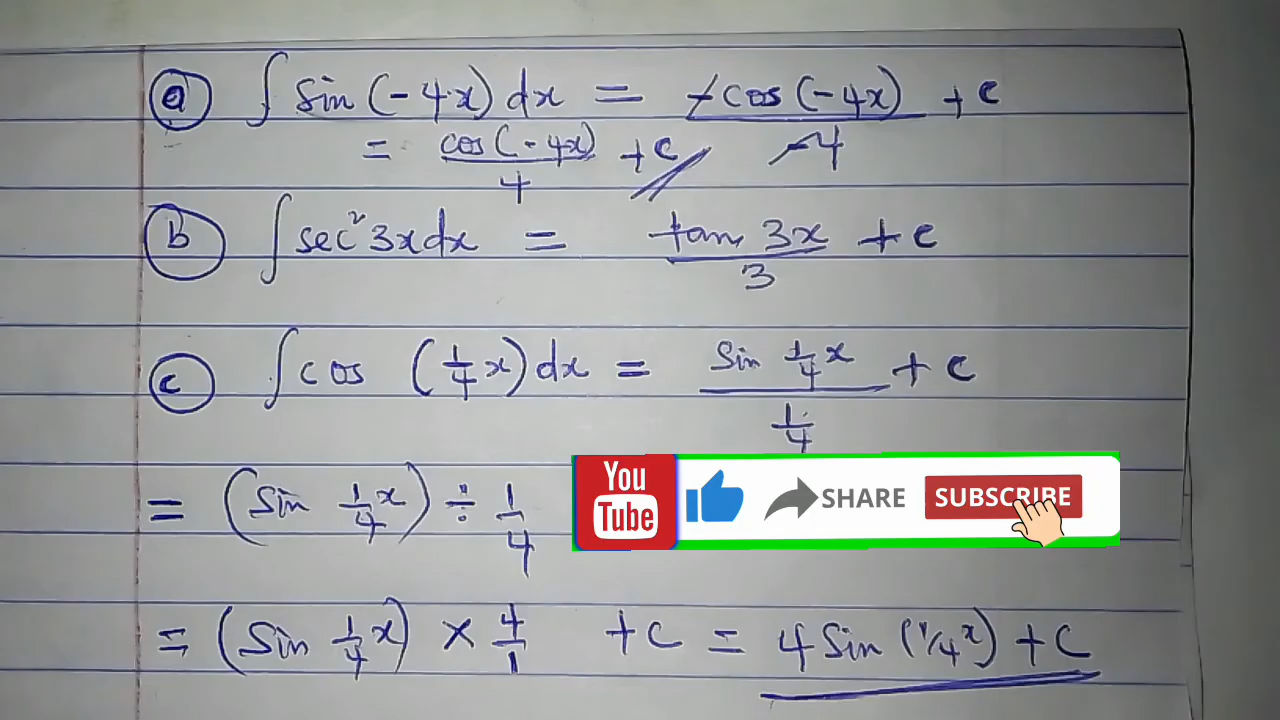 (a) ∫ Sin (-4x) dx = -cos (-4x) / -4 + c
= cos (-4x) / 4 + c
(b) ∫ sec² 3x dx = tan 3x / 3 + c
(c) ∫ cos (1/4 x) dx = Sin 1/4 x / 1/4 + c
= (Sin 1/4 x) ÷ 1/4
You Tube SHARE SUBSCRIBE
= (Sin 1/4 x) × 4/1 + c = 4 Sin (1/4 x) + C